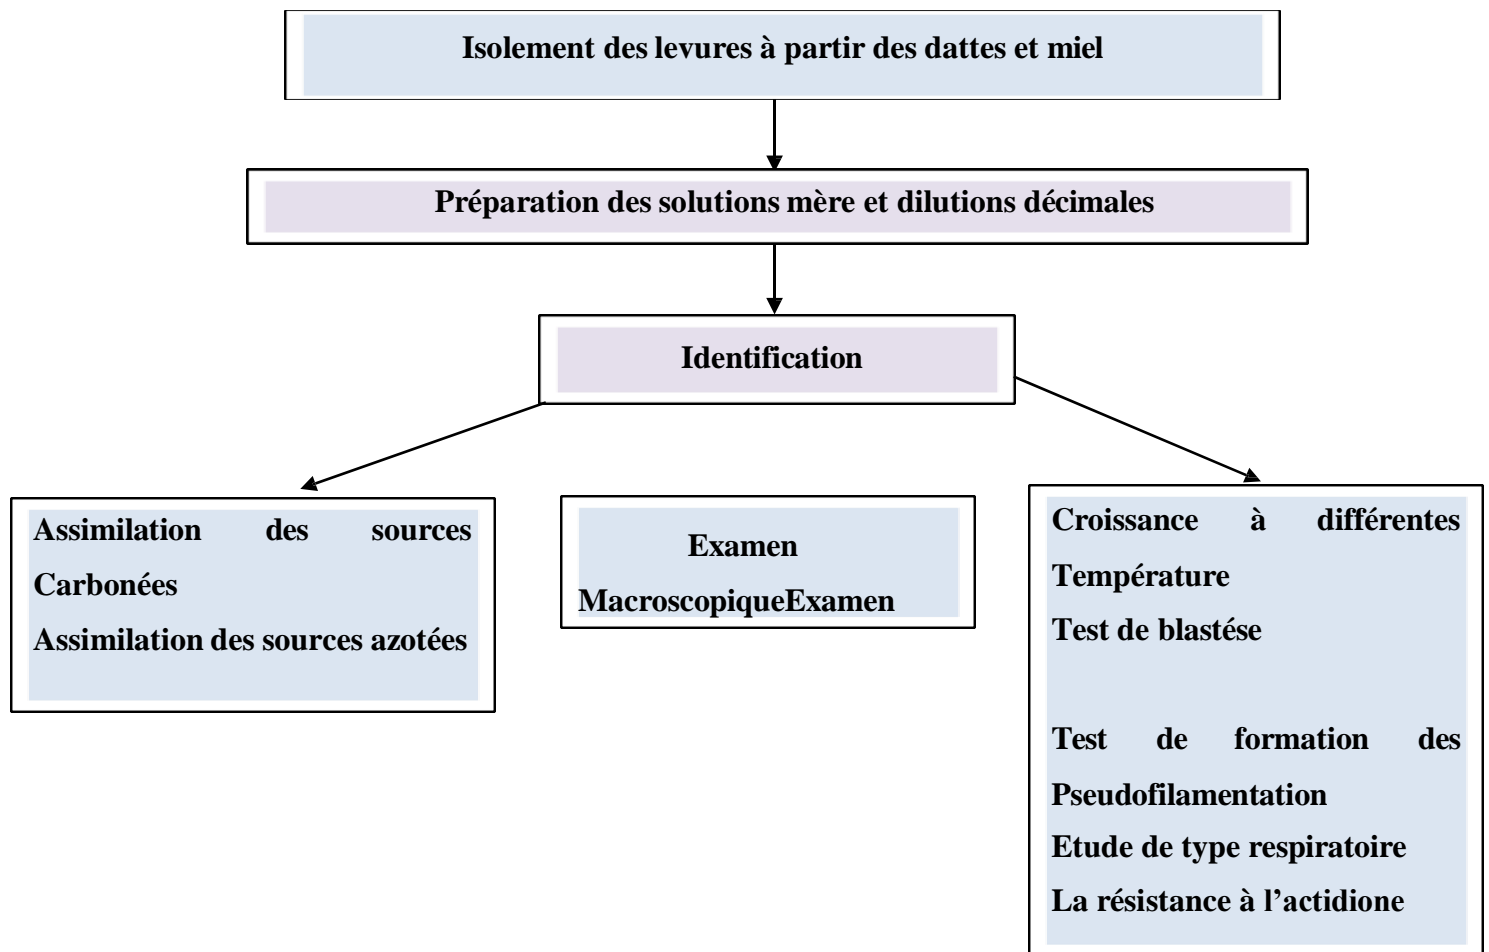 Isolement des levures à partir des dattes et miel
Préparation des solutions mère et dilutions décimales
Identification
Assimilation des sources
Carbonées
Assimilation des sources azotées
Examen
MacroscopiqueExamen
Croissance à différentes
Température
Test de blastése
Test de formation des
Pseudofilamentation
Etude de type respiratoire
La résistance à l’actidione